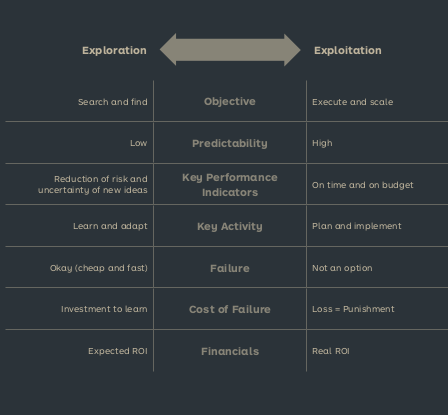 Exploration Exploitation
Search and find Objective Execute and scale
Low Predictability High
Reduction of risk and
uncertainty of new ideas Key Performance
Indicators On time and on budget
Learn and adapt Key Activity Plan and implement
Okay (cheap and fast) Failure Not an option
Investment to learn Cost of Failure Loss = Punishment
Expected ROI Financials Real ROI